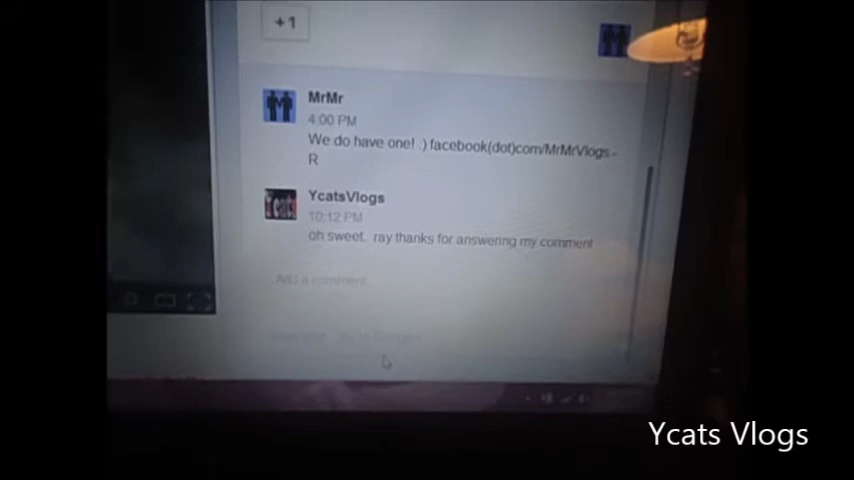 +1
MrMr
4:00 PM
We do have one! :) facebook(dot)com/MrMrVlogs -
R
YcatsVlogs
10:12 PM
oh sweet. ray thanks for answering my comment
Add a comment
Ycats Vlogs